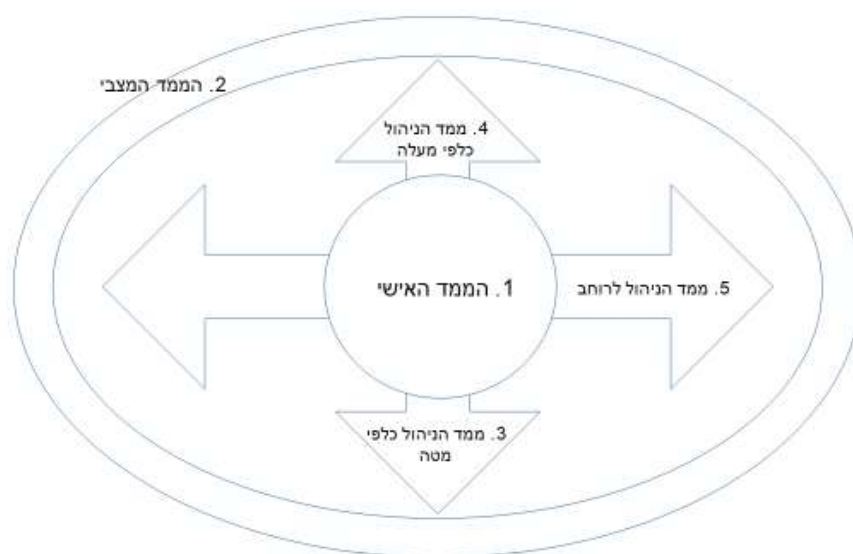 2. הממד המצבי
4. ממד הניהול
כלפי מעלה
1. הממד האישי
5. ממד הניהול לרוחב
3. ממד הניהול כלפי
מטה